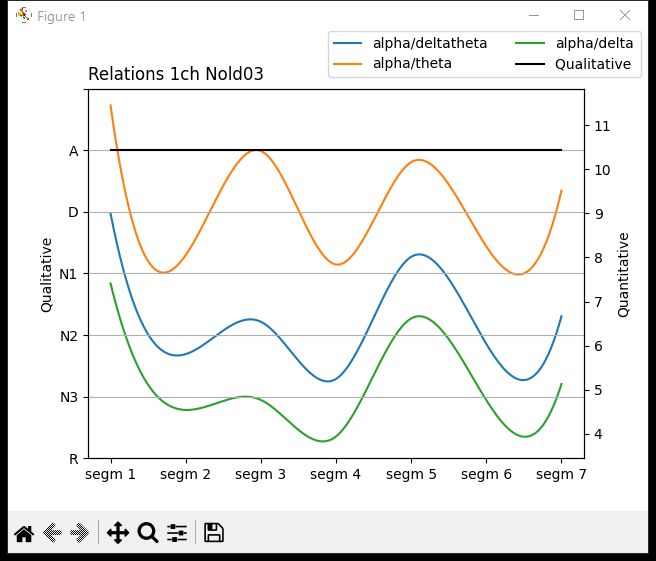 Figure 1
alpha/deltatheta
alpha/delta
alpha/theta
Qualitative
Relations 1ch Nold03
A
D
N1
N2
N3
R
Qualitative
11
10
9
8
7
6
5
4
Quantitative
segm 1 segm 2 segm 3 segm 4 segm 5 segm 6 segm 7